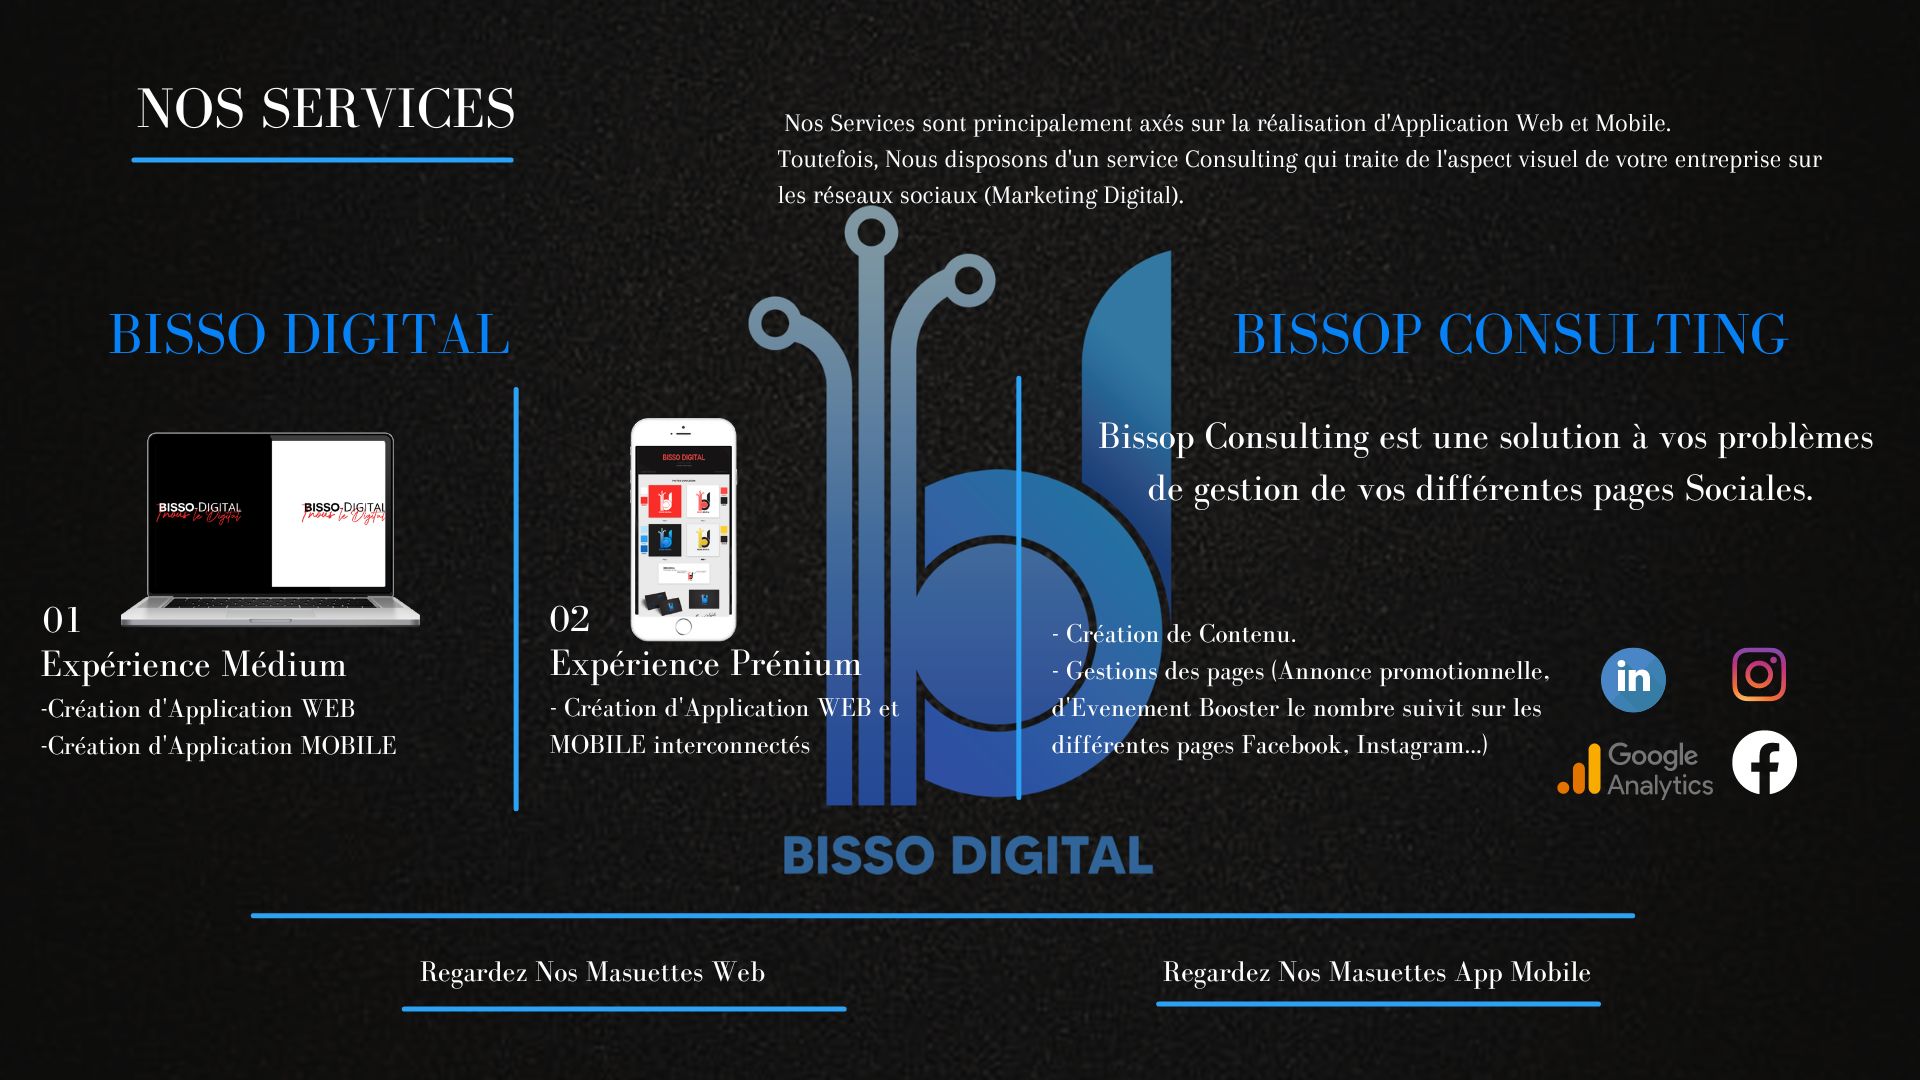 NOS SERVICES
Nos Services sont principalement axés sur la réalisation d'Application Web et Mobile.
Toutefois, Nous disposons d'un service Consulting qui traite de l'aspect visuel de votre entreprise sur
les réseaux sociaux (Marketing Digital).
BISSO DIGITAL
BISSO-DIGITAL
BISSO-DIGITAL
01
Expérience Médium
-Création d'Application WEB
-Création d'Application MOBILE
BISSO DIGITAL
02
Expérience Prénium
- Création d'Application WEB et
MOBILE interconnectés
BISSOP CONSULTING
Bissop Consulting est une solution à vos problèmes
de gestion de vos différentes pages Sociales.
- Création de Contenu.
- Gestions des pages (Annonce promotionnelle,
d'Evenement Booster le nombre suivit sur les
différentes pages Facebook, Instagram...)
in
Google
Analytics
BISSO DIGITAL
Regardez Nos Masuettes Web
Regardez Nos Masuettes App Mobile